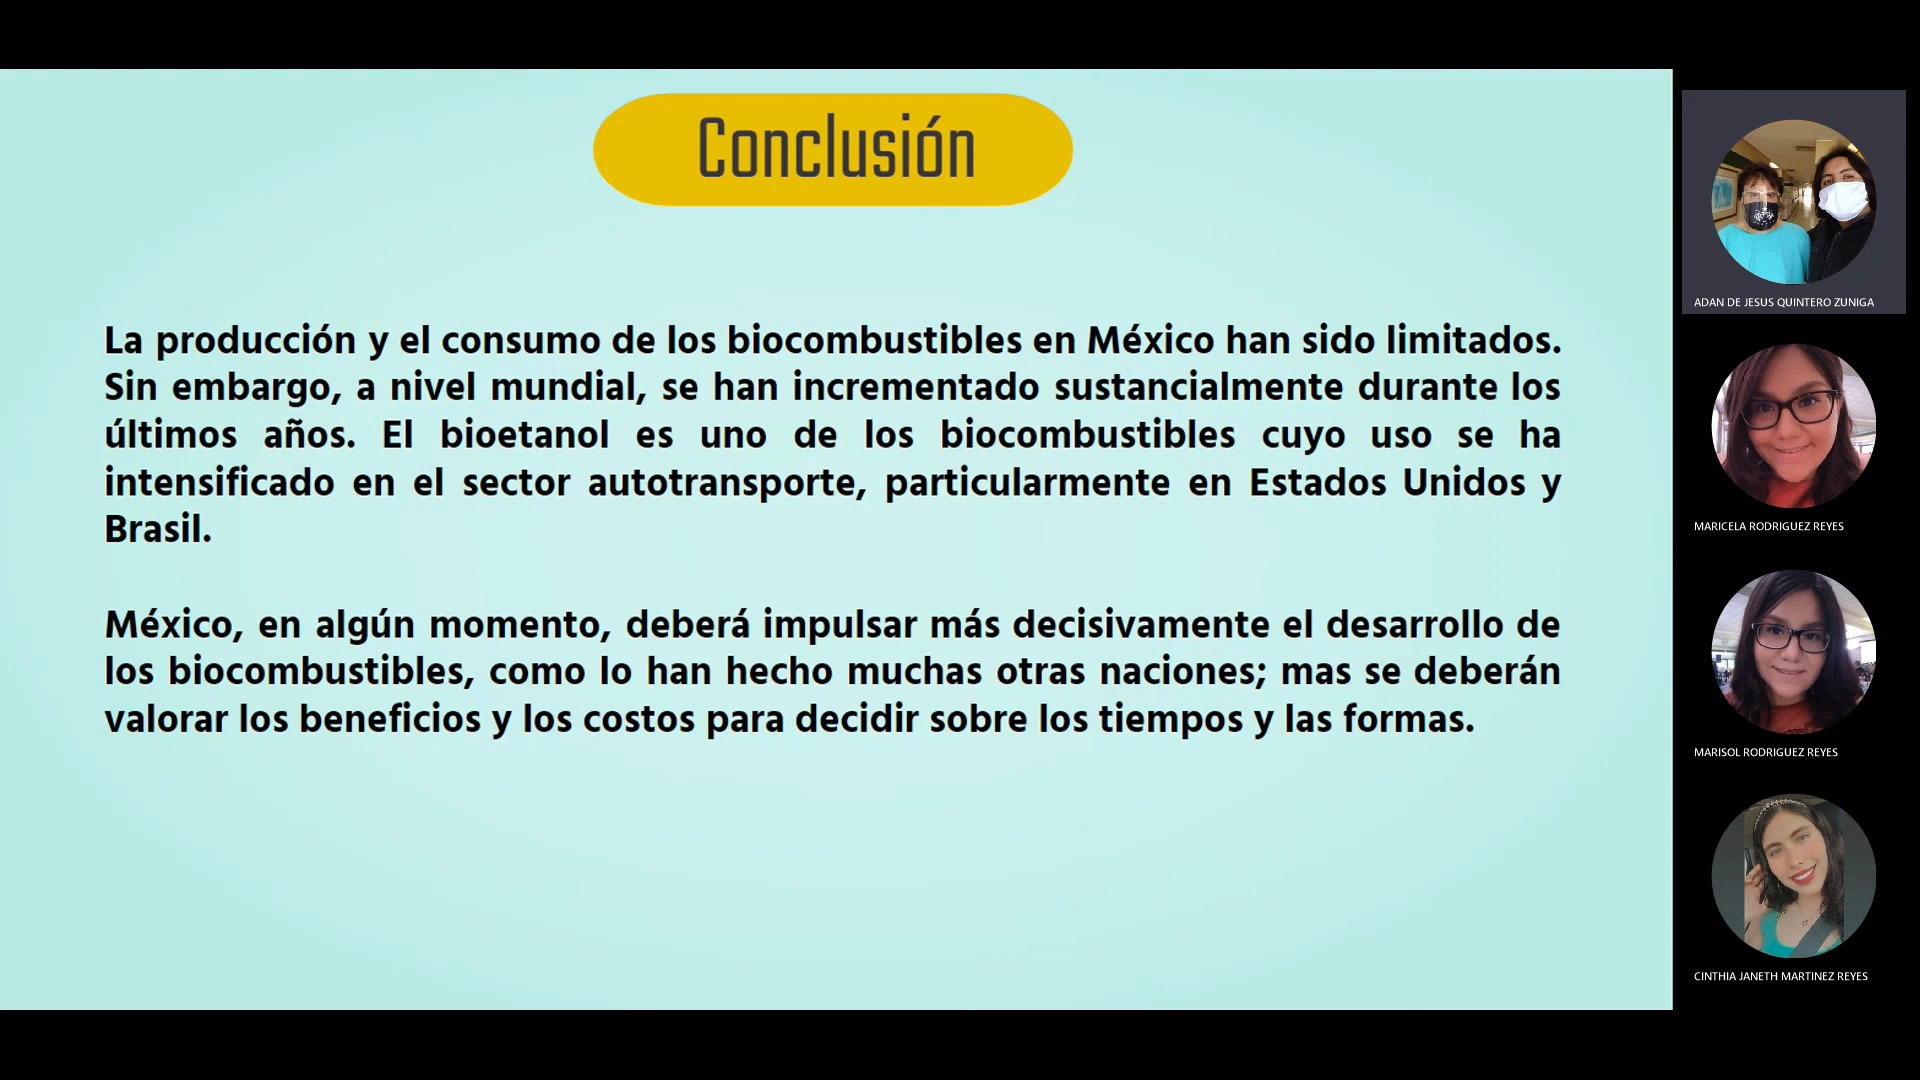 Conclusión
La producción y el consumo de los biocombustibles en México han sido limitados.
Sin embargo, a nivel mundial, se han incrementado sustancialmente durante los
últimos años. El bioetanol es uno de los biocombustibles cuyo uso se ha
intensificado en el sector autotransporte, particularmente en Estados Unidos y
Brasil.
México, en algún momento, deberá impulsar más decisivamente el desarrollo de
los biocombustibles, como lo han hecho muchas otras naciones; mas se deberán
valorar los beneficios y los costos para decidir sobre los tiempos y las formas.
ADAN DE JESUS QUINTERO ZUNIGA
MARICELA RODRIGUEZ REYES
MARISOL RODRIGUEZ REYES
CINTHIA JANETH MARTINEZ REYES